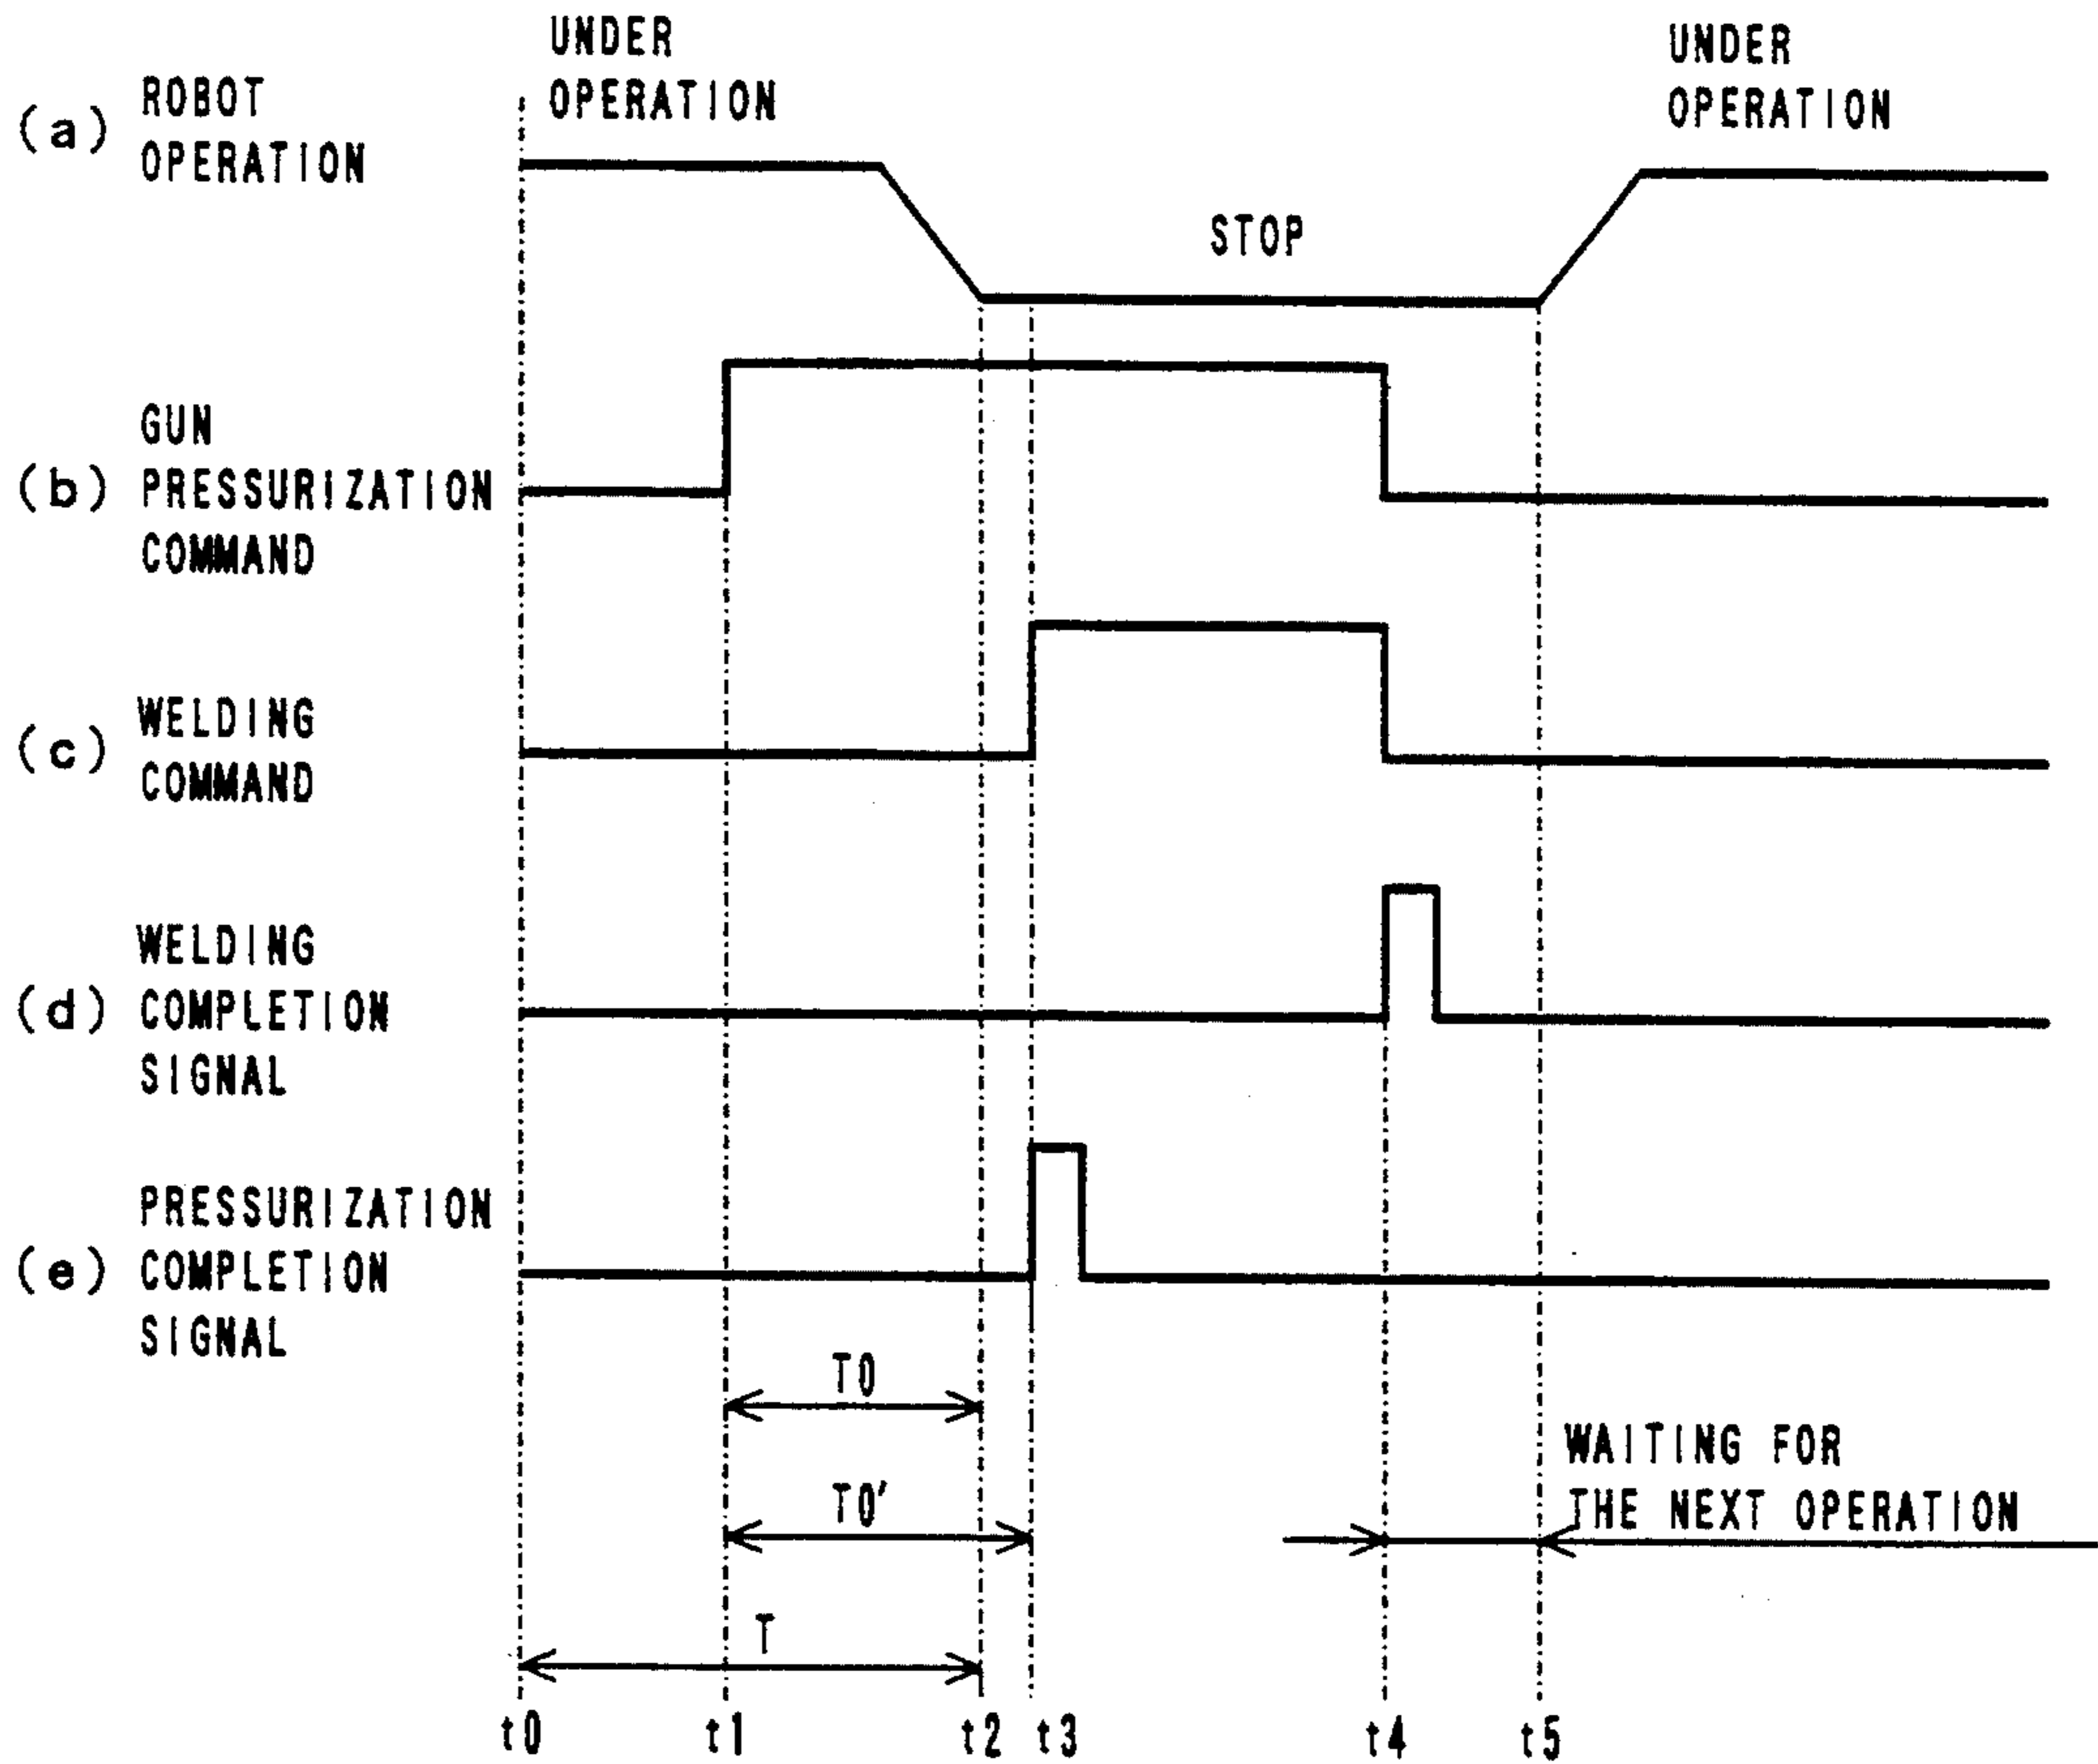 UNDER
OPERATION
UNDER
OPERATION
(a) ROBOT
OPERATION
STOP
GUN
(b) PRESSURIZATION
COMMAND
(c) WELDING
COMMAND
WELDING
(d) COMPLETION
SIGNAL
PRESSURIZATION
(e) COMPLETION
SIGNAL
T0
T0'
WAITING FOR
THE NEXT OPERATION
T
t0 t1 t2 t3 t4 t5